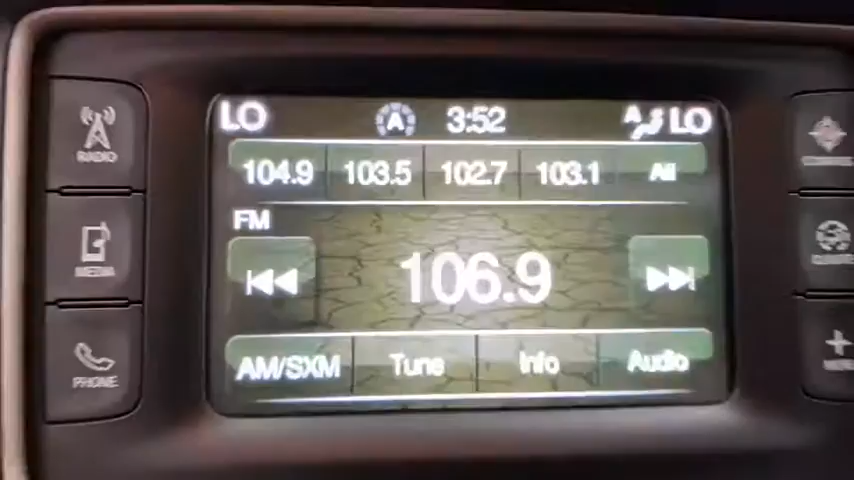 LO A 3:52 A LO
RADIO
104.9 103.5 102.7 103.1 All
FM
106.9
MEDIA
AM/SXM Tune Info Audio
PHONE